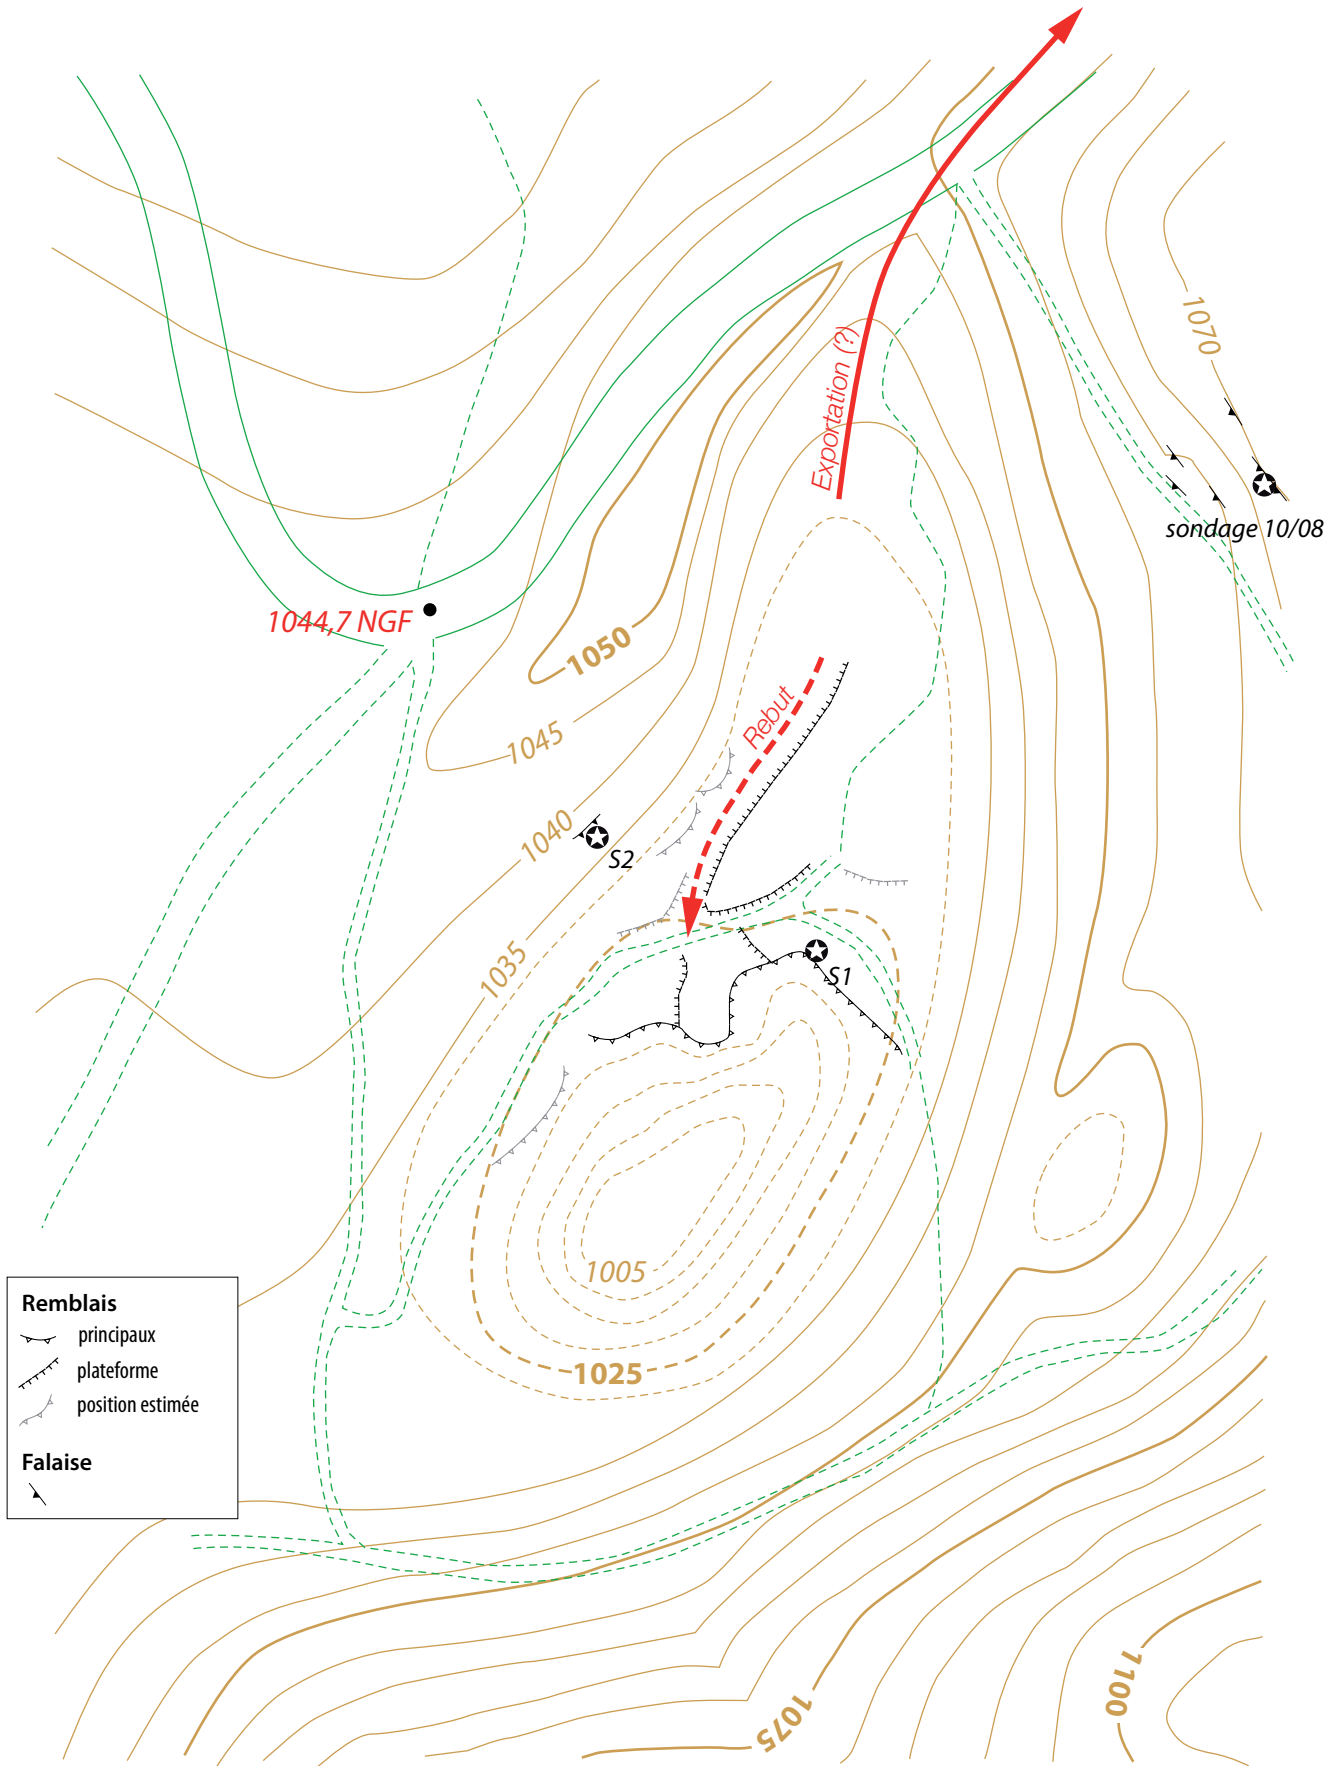 1070
Exportation (?)
sondage 10/08
1044,7 NGF
1050
Rebut
1045
1040
S2
1035
S1
1005
Remblais
principaux
1025
plateforme
position estimée
Falaise
1100
1075